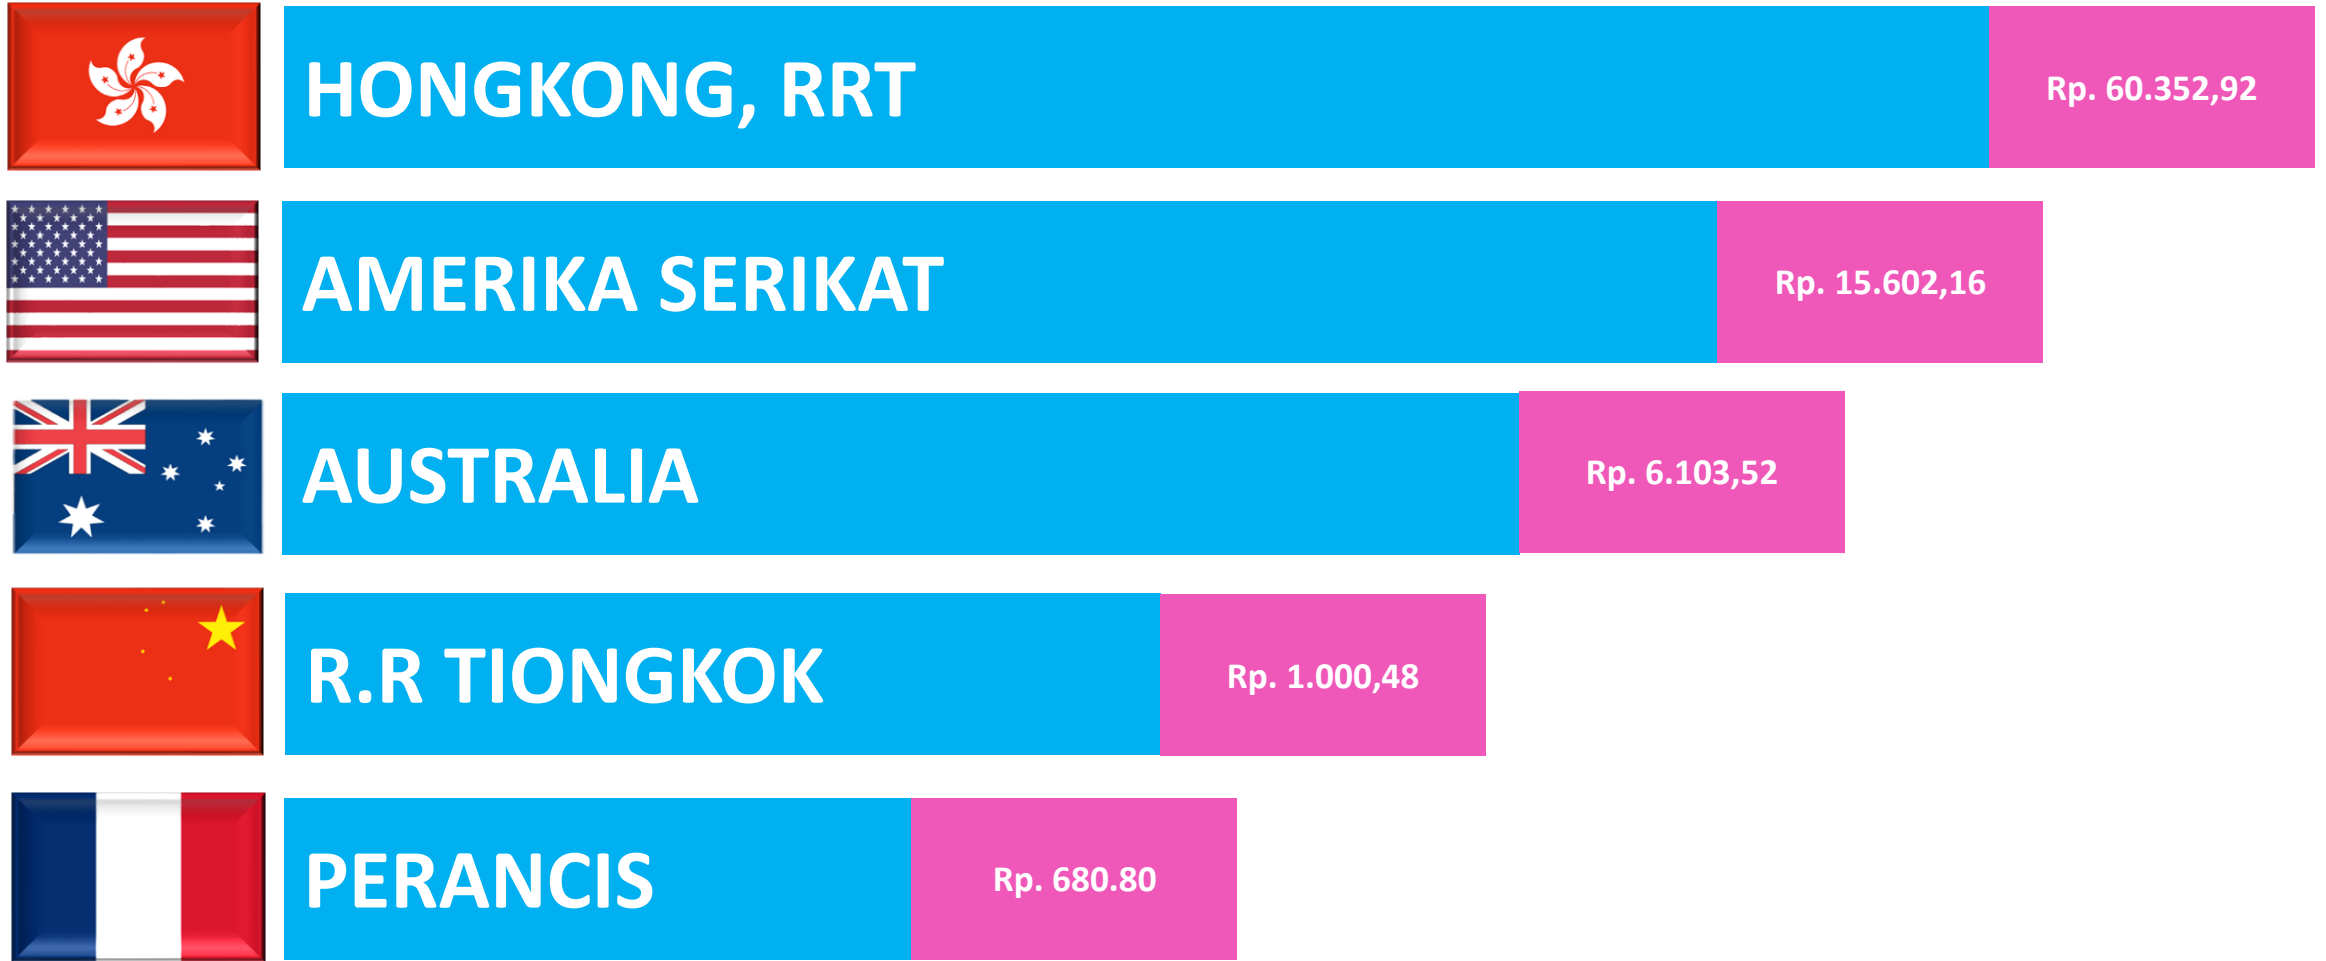 HONGKONG, RRT
Rp. 60.352,92
AMERIKA SERIKAT
Rp. 15.602,16
AUSTRALIA
Rp. 6.103,52
R.R TIONGKOK
Rp. 1.000,48
PERANCIS
Rp. 680.80